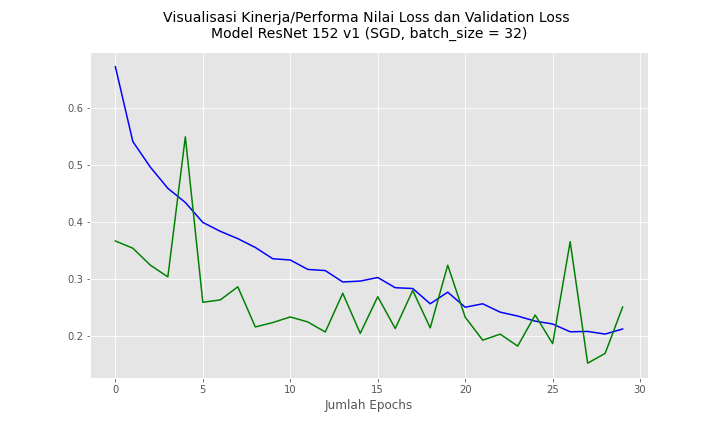 Visualisasi Kinerja/Performa Nilai Loss dan Validation Loss
Model ResNet 152 v1 (SGD, batch_size = 32)
0.6
0.5
0.4
0.3
0.2
0 5 10 15 20 25 30
Jumlah Epochs